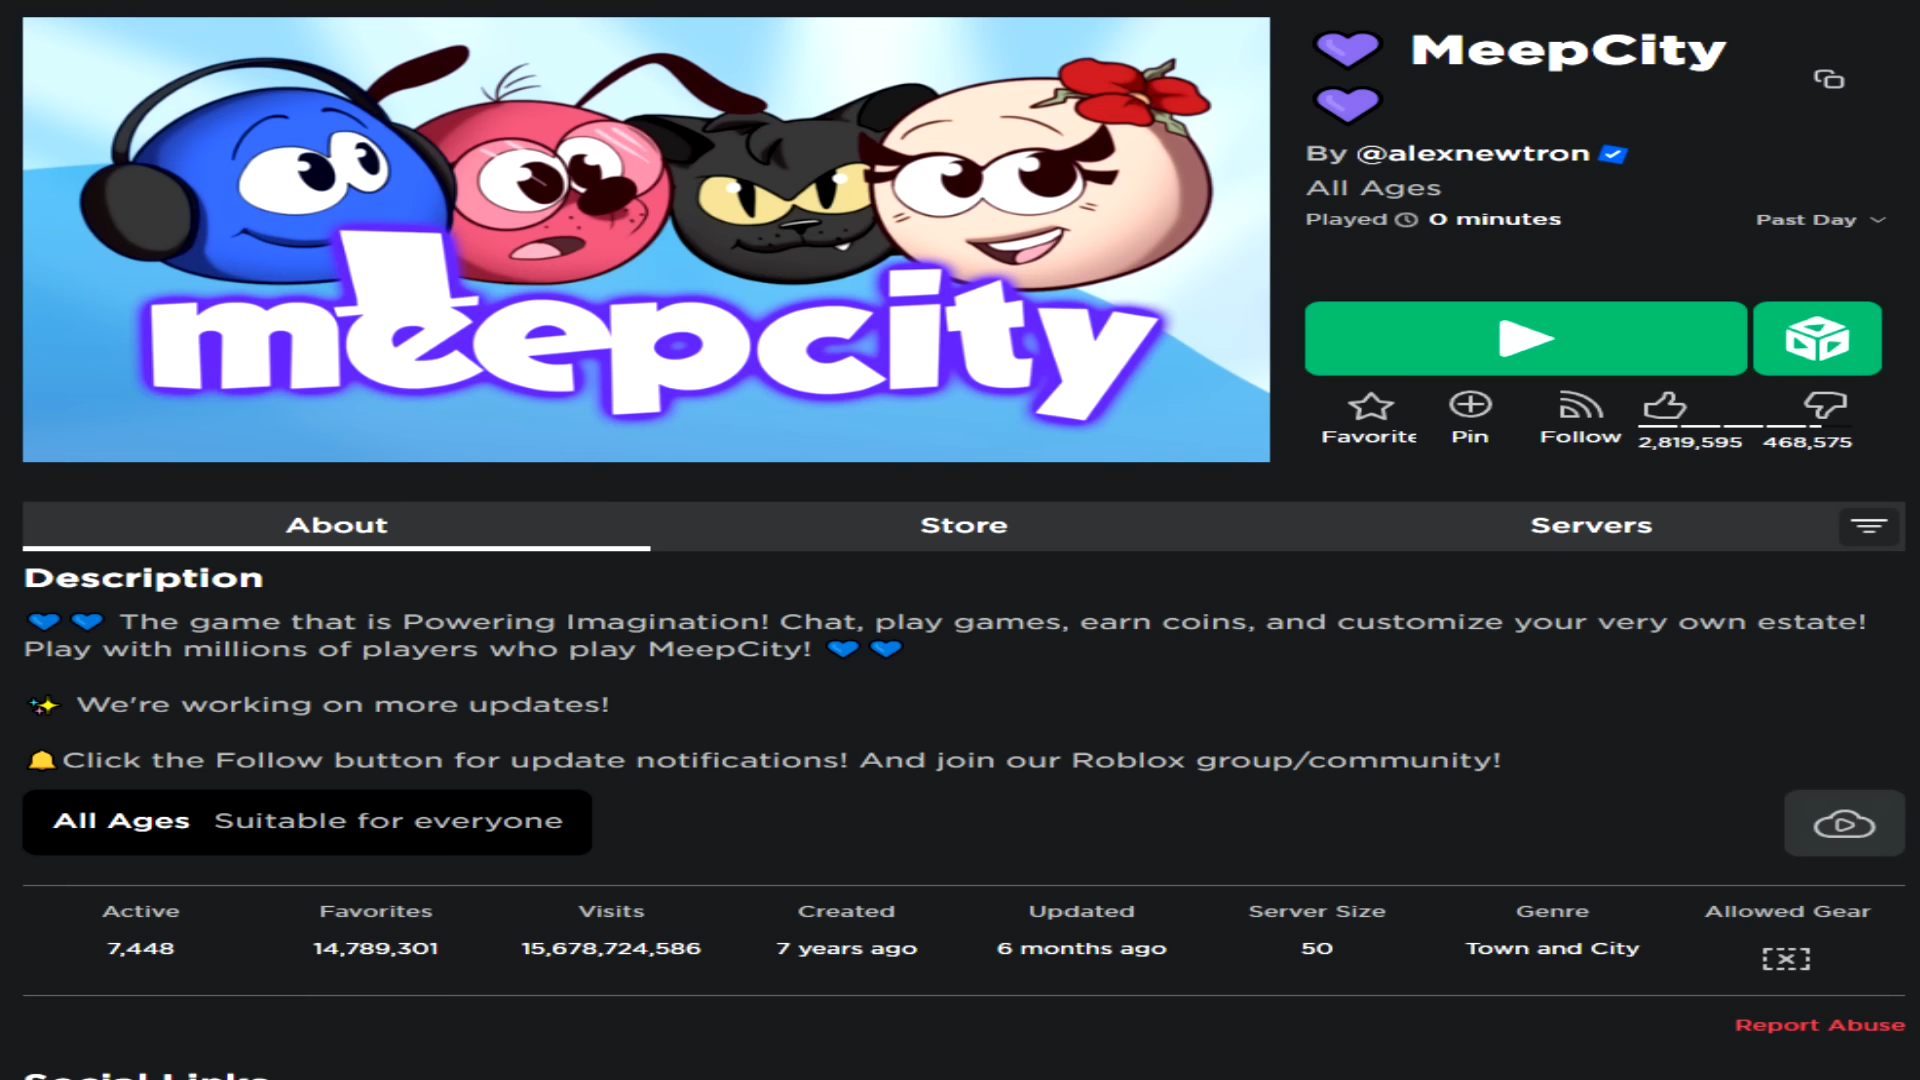 meepcity
MeepCity
By @alexnewtron
All Ages
Played 0 minutes
Past Day
Favorite
Pin
Follow
2,819,595
468,575
About
Store
Servers
Description
The game that is Powering Imagination! Chat, play games, earn coins, and customize your very own estate!
Play with millions of players who play MeepCity!
We're working on more updates!
Click the Follow button for update notifications! And join our Roblox group/community!
All Ages Suitable for everyone
Active Favorites Visits Created Updated Server Size Genre Allowed Gear
7,448 14,789,301 15,678,724,586 7 years ago 6 months ago 50 Town and City
Report Abuse
Social Links